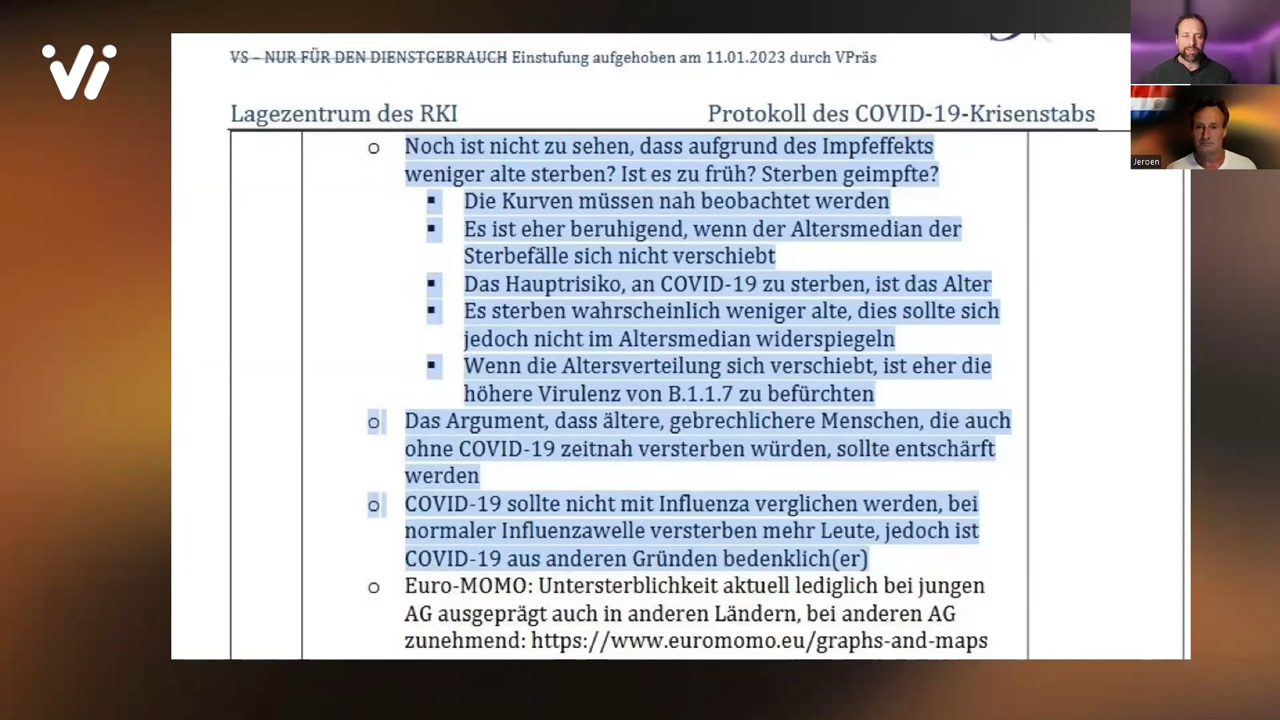 VS – NUR FÜR DEN DIENSTGEBRAUCH Einstufung aufgehoben am 11.01.2023 durch VPräs
Lagezentrum des RKI Protokoll des COVID-19-Krisenstabs
o Noch ist nicht zu sehen, dass aufgrund des Impfeffekts
weniger alte sterben? Ist es zu früh? Sterben geimpfte?
▪ Die Kurven müssen nah beobachtet werden
▪ Es ist eher beruhigend, wenn der Altersmedian der
Sterbefälle sich nicht verschiebt
▪ Das Hauptrisiko, an COVID-19 zu sterben, ist das Alter
▪ Es sterben wahrscheinlich weniger alte, dies sollte sich
jedoch nicht im Altersmedian widerspiegeln
▪ Wenn die Altersverteilung sich verschiebt, ist eher die
höhere Virulenz von B.1.1.7 zu befürchten
o Das Argument, dass ältere, gebrechlichere Menschen, die auch
ohne COVID-19 zeitnah versterben würden, sollte entschärft
werden
o COVID-19 sollte nicht mit Influenza verglichen werden, bei
normaler Influenzawelle versterben mehr Leute, jedoch ist
COVID-19 aus anderen Gründen bedenklich(er)
o Euro-MOMO: Untersterblichkeit aktuell lediglich bei jungen
AG ausgeprägt auch in anderen Ländern, bei anderen AG
zunehmend: https://www.euromomo.eu/graphs-and-maps
Jeroen